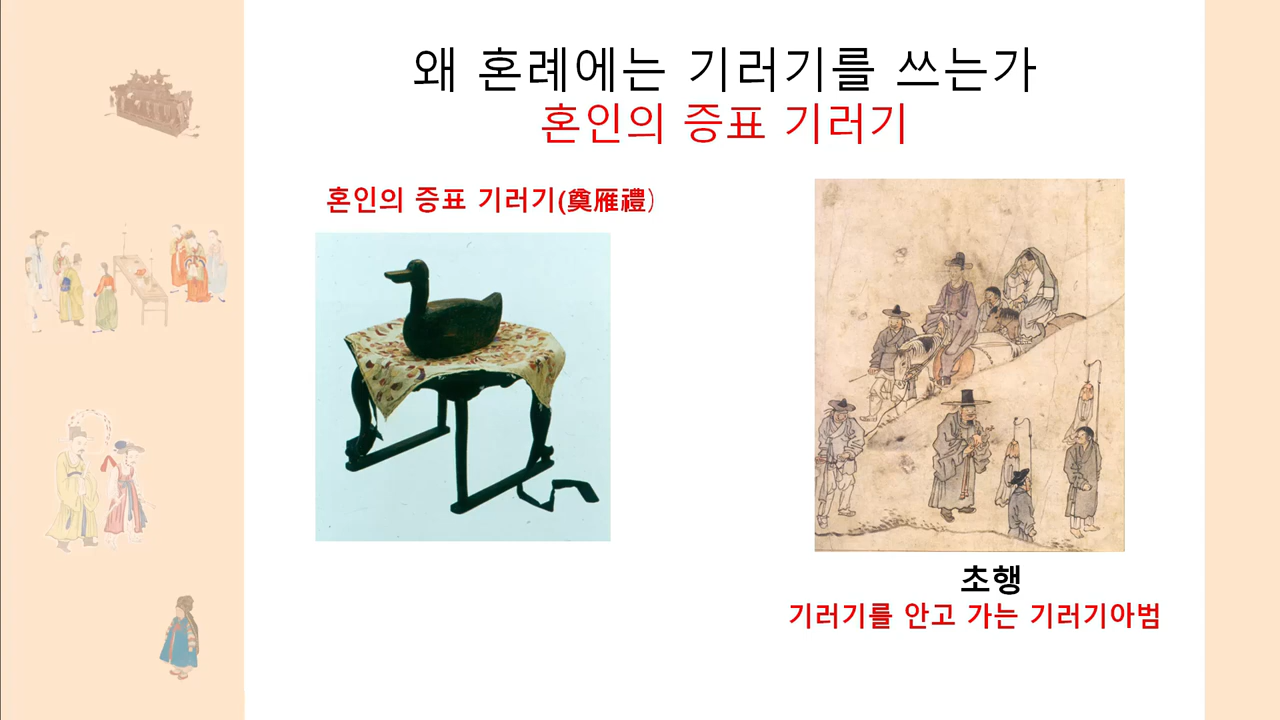 왜 혼례에는 기러기를 쓰는가
혼인의 증표 기러기
혼인의 증표 기러기(奠雁禮)
초행
기러기를 안고 가는 기러기아범